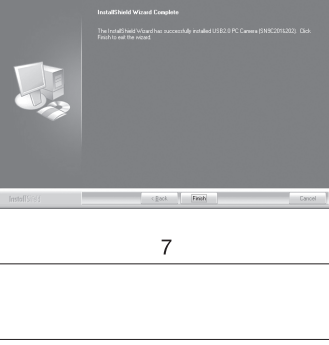 InstallShield Wizard Complete
The InstallShield Wizard has successfully installed USB2.0 PC Camera (SN9C201&202). Click
Finish to exit the wizard.
InstallShield
< Back
Finish
Cancel
7